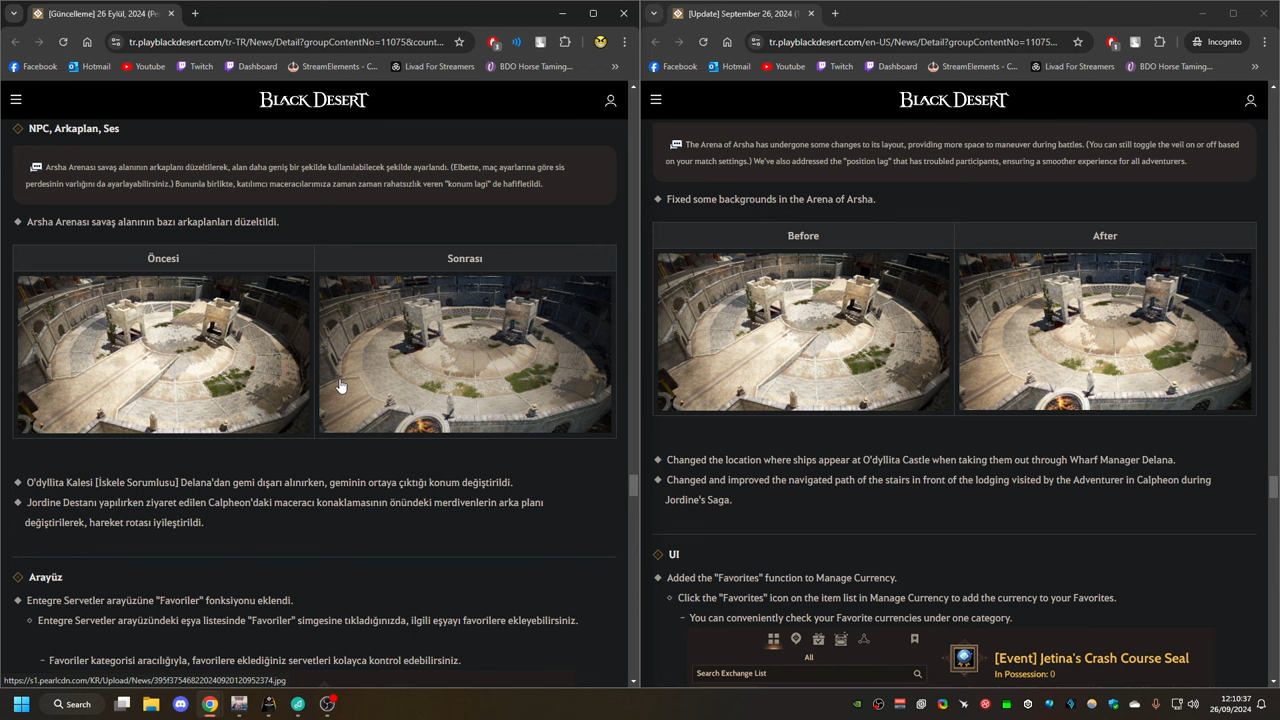 [Güncelleme] 26 Eylül, 2024 (Pe
tr.playblackdesert.com/tr-TR/News/Detail?groupContentNo=11075&count...
Facebook
Hotmail
Youtube
Twitch
Dashboard
StreamElements - C...
Livad For Streamers
BDO Horse Taming...
BLACK DESERT
NPC, Arkaplan, Ses
Arsha Arenası savaş alanının arkaplanı düzeltilerek, alan daha geniş bir şekilde kullanılabilecek şekilde ayarlandı. (Elbette, maç ayarlarına göre sis
perdesinin varlığını da ayarlayabilirsiniz.) Bununla birlikte, katılımcı maceracılarımıza zaman zaman rahatsızlık veren "konum lagi" de hafifletildi.
Arsha Arenası savaş alanının bazı arkaplanları düzeltildi.
Öncesi
Sonrası
O'dyllita Kalesi [İskele Sorumlusu] Delana'dan gemi dışarı alınırken, geminin ortaya çıktığı konum değiştirildi.
Jordine Destanı yapılırken ziyaret edilen Calpheon'daki maceracı konaklamasının önündeki merdivenlerin arka planı
değiştirilerek, hareket rotası iyileştirildi.
Arayüz
Entegre Servetler arayüzüne "Favoriler" fonksiyonu eklendi.
Entegre Servetler arayüzündeki eşya listesinde "Favoriler" simgesine tıkladığınızda, ilgili eşyayı favorilere ekleyebilirsiniz.
Favoriler kategorisi aracılığıyla, favorilere eklediğiniz servetleri kolayca kontrol edebilirsiniz.
https://s1.pearlcdn.com/KR/Upload/News/395f3754682202409201209523​74.jpg
[Update] September 26, 2024 (T
tr.playblackdesert.com/en-US/News/Detail?groupContentNo=11075...
Incognito
Facebook
Hotmail
Youtube
Twitch
Dashboard
StreamElements - C...
Livad For Streamers
BDO Horse Taming...
BLACK DESERT
The Arena of Arsha has undergone some changes to its layout, providing more space to maneuver during battles. (You can still toggle the veil on or off based
on your match settings.) We've also addressed the "position lag" that has troubled participants, ensuring a smoother experience for all adventurers.
Fixed some backgrounds in the Arena of Arsha.
Before
After
Changed the location where ships appear at O'dyllita Castle when taking them out through Wharf Manager Delana.
Changed and improved the navigated path of the stairs in front of the lodging visited by the Adventurer in Calpheon during
Jordine's Saga.
UI
Added the "Favorites" function to Manage Currency.
Click the "Favorites" icon on the item list in Manage Currency to add the currency to your Favorites.
You can conveniently check your Favorite currencies under one category.
All
Search Exchange List
[Event] Jetina's Crash Course Seal
In Possession: 0
Search
12:10:37
26/09/2024